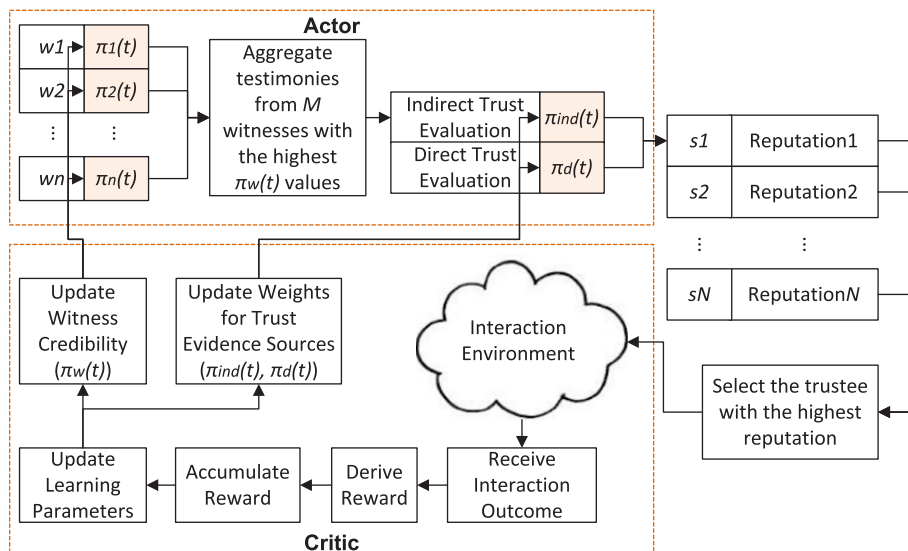 Actor
w1 π1(t)
w2 π2(t)
⋮ ⋮
wn πn(t)
Aggregate
testimonies
from M
witnesses with
the highest
πw(t) values
Indirect Trust
Evaluation
πind(t)
Direct Trust
Evaluation
πd(t)
s1 Reputation1
s2 Reputation2
⋮ ⋮
sN ReputationN
Update
Witness
Credibility
(πw(t))
Update Weights
for Trust
Evidence Sources
(πind(t), πd(t))
Interaction
Environment
Select the trustee
with the highest
reputation
Update
Learning
Parameters
Accumulate
Reward
Derive
Reward
Receive
Interaction
Outcome
Critic